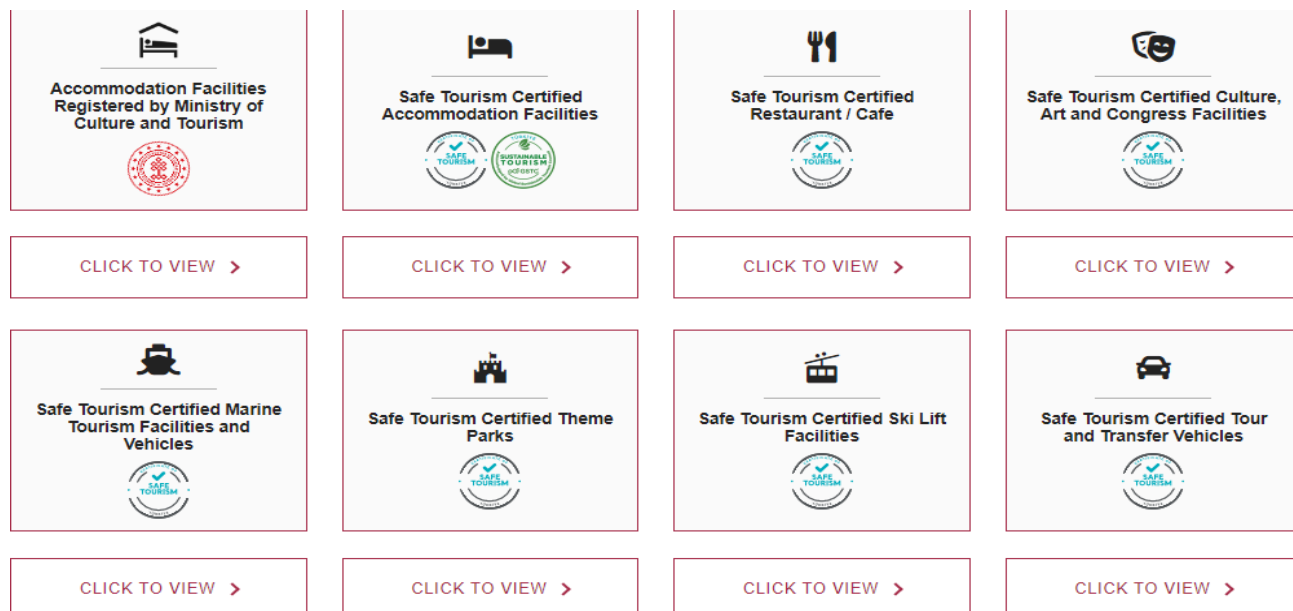 Accommodation Facilities
Registered by Ministry of
Culture and Tourism
Safe Tourism Certified
Accommodation Facilities
SAFE
TOURISM
SUSTAINABLE
TOURISM
GSTC
Safe Tourism Certified
Restaurant / Cafe
SAFE
TOURISM
Safe Tourism Certified Culture,
Art and Congress Facilities
SAFE
TOURISM
CLICK TO VIEW
CLICK TO VIEW
CLICK TO VIEW
CLICK TO VIEW
Safe Tourism Certified Marine
Tourism Facilities and
Vehicles
SAFE
TOURISM
Safe Tourism Certified Theme
Parks
SAFE
TOURISM
Safe Tourism Certified Ski Lift
Facilities
SAFE
TOURISM
Safe Tourism Certified Tour
and Transfer Vehicles
SAFE
TOURISM
CLICK TO VIEW
CLICK TO VIEW
CLICK TO VIEW
CLICK TO VIEW